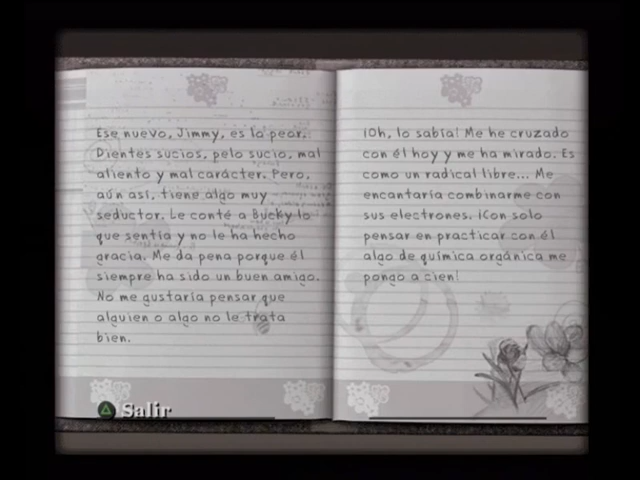 Ese nuevo, Jimmy, es lo peor.
Dientes sucios, pelo sucio, mal
aliento y mal carácter. Pero,
aún así, tiene algo muy
seductor. Le conté a Bucky lo
que sentía y no le ha hecho
gracia. Me da pena porque él
siempre ha sido un buen amigo.
No me gustaría pensar que
alguien o algo no le trata
bien.
¡Oh, lo sabía! Me he cruzado
con él hoy y me ha mirado. Es
como un radical libre... Me
encantaría combinarme con
sus electrones. ¡Con solo
pensar en practicar con él
algo de química orgánica me
pongo a cien!
Salir